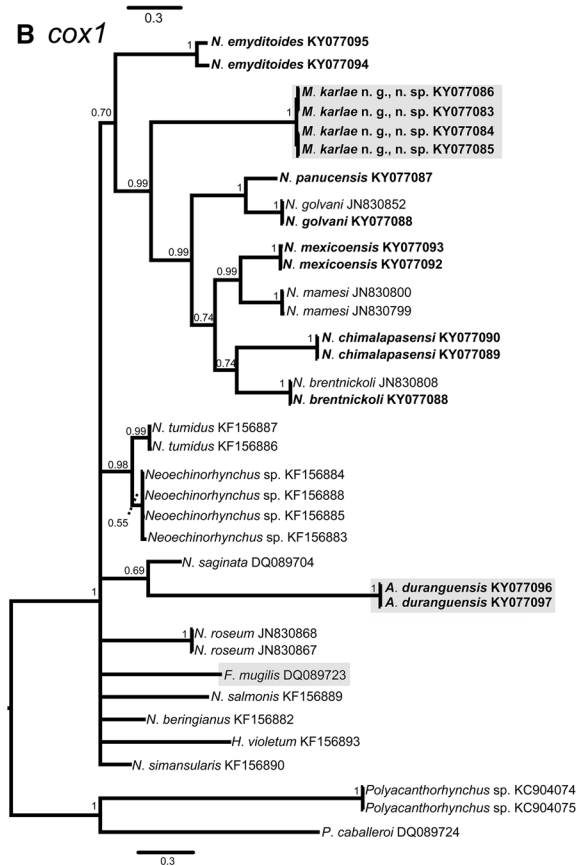 0.3
B cox1
1
N. emyditoides KY077095
N. emyditoides KY077094
0.70
M. karlae n. g., n. sp. KY077086
M. karlae n. g., n. sp. KY077083
1
M. karlae n. g., n. sp. KY077084
M. karlae n. g., n. sp. KY077085
0.99
N. panucensis KY077087
1
N. golvani JN830852
1
N. golvani KY077088
0.99
N. mexicoensis KY077093
1
N. mexicoensis KY077092
0.99
N. mamesi JN830800
1
N. mamesi JN830799
0.74
N. chimalapasensi KY077090
1
N. chimalapasensi KY077089
0.74
N. brentnickoli JN830808
1
N. brentnickoli KY077088
N. tumidus KF156887
0.99
N. tumidus KF156886
0.98
Neoechinorhynchus sp. KF156884
Neoechinorhynchus sp. KF156888
Neoechinorhynchus sp. KF156885
0.55
Neoechinorhynchus sp. KF156883
N. saginata DQ089704
0.69
A. duranguensis KY077096
1
A. duranguensis KY077097
1
N. roseum JN830868
1
N. roseum JN830867
F. mugilis DQ089723
N. salmonis KF156889
N. beringianus KF156882
H. violetum KF156893
N. simansularis KF156890
Polyacanthorhynchus sp. KC904074
1
Polyacanthorhynchus sp. KC904075
1
P. caballeroi DQ089724
0.3